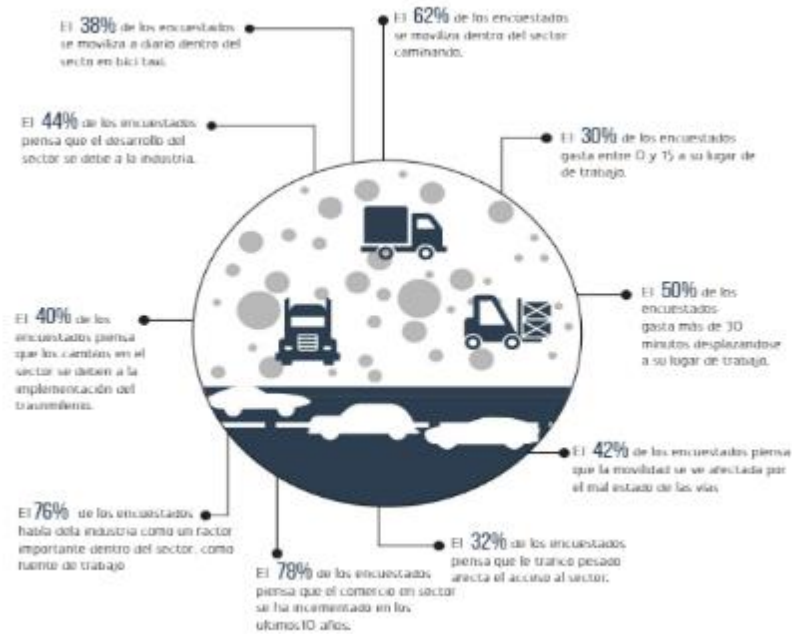 El 38% de los encuestados
se moviliza a diario dentro del
secto en bici taxi.
El 62% de los encuestados
se moviliza dentro del sector
caminando.
El 44% de los encuestados
piensa que el desarrollo del
sector se debe a la industria.
El 30% de los encuestados
gasta entre 0 y 15 a su lugar de
de trabajo.
El 40% de los
encuestados piensa
que los cambios en el
sector se deben a la
implementación del
trasnmilenio.
El 50% de los
encuestados
gasta más de 30
minutos desplazandose
a su lugar de trabajo.
El 42% de los encuestados piensa
que la movilidad se ve afectada por
el mal estado de las vías
El 76% de los encuestados
habla dela industria como un factor
importante dentro del sector, como
fuente de trabajo
El 78% de los encuestados
piensa que el comercio en sector
se ha incementado en los
ultimos10 años.
El 32% de los encuestados
piensa que le trafico pesado
afecta el acceso al sector.